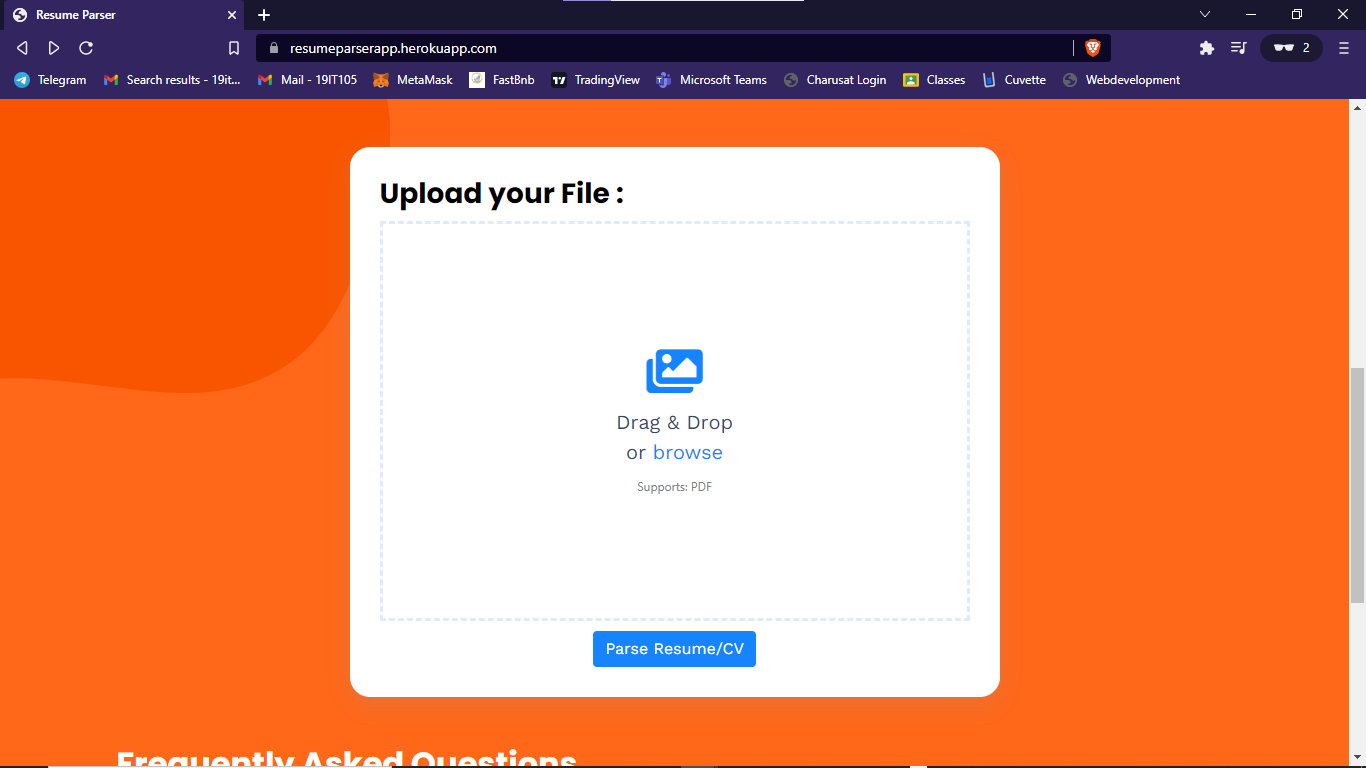 Resume Parser
resumeparserapp.herokuapp.com
2
Telegram
Search results - 19it...
Mail - 19IT105
MetaMask
FastBnb
TradingView
Microsoft Teams
Charusat Login
Classes
Cuvette
Webdevelopment
Upload your File :
Drag & Drop
or browse
Supports: PDF
Parse Resume/CV
Frequently Asked Questions